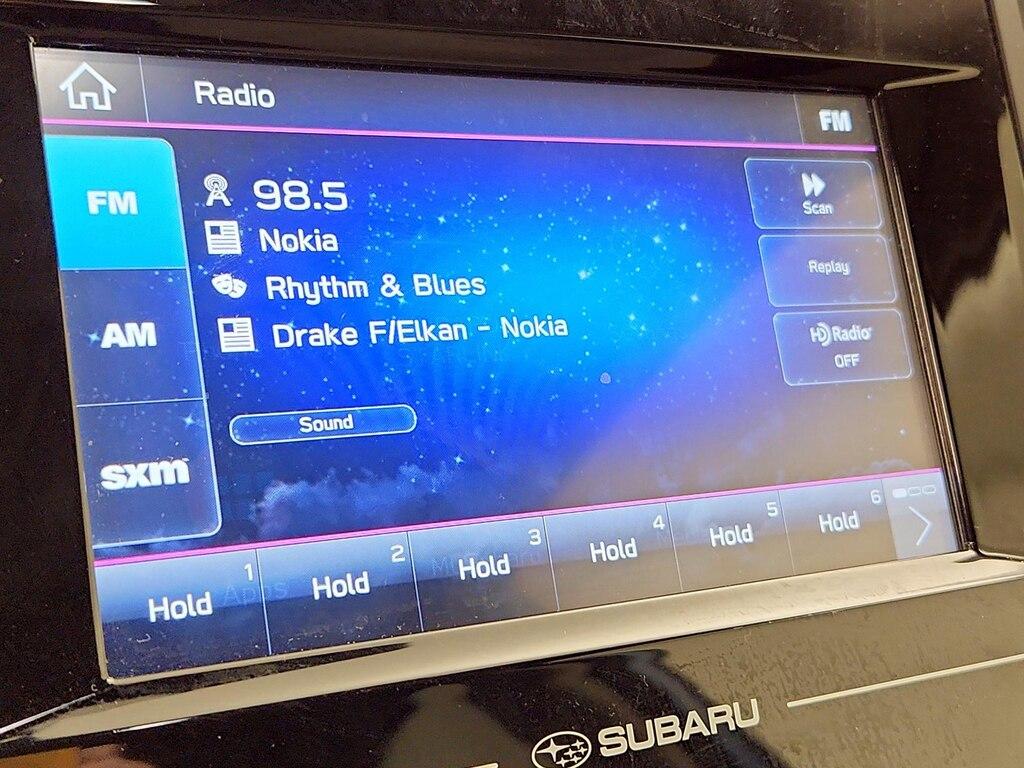 Radio
FM
FM
AM
sxm
98.5
Nokia
Rhythm & Blues
Drake F/Elkan - Nokia
Sound
Scan
Replay
HD Radio
OFF
1
Hold
2
Hold
3
Hold
4
Hold
5
Hold
6
Hold
Apps
SUBARU